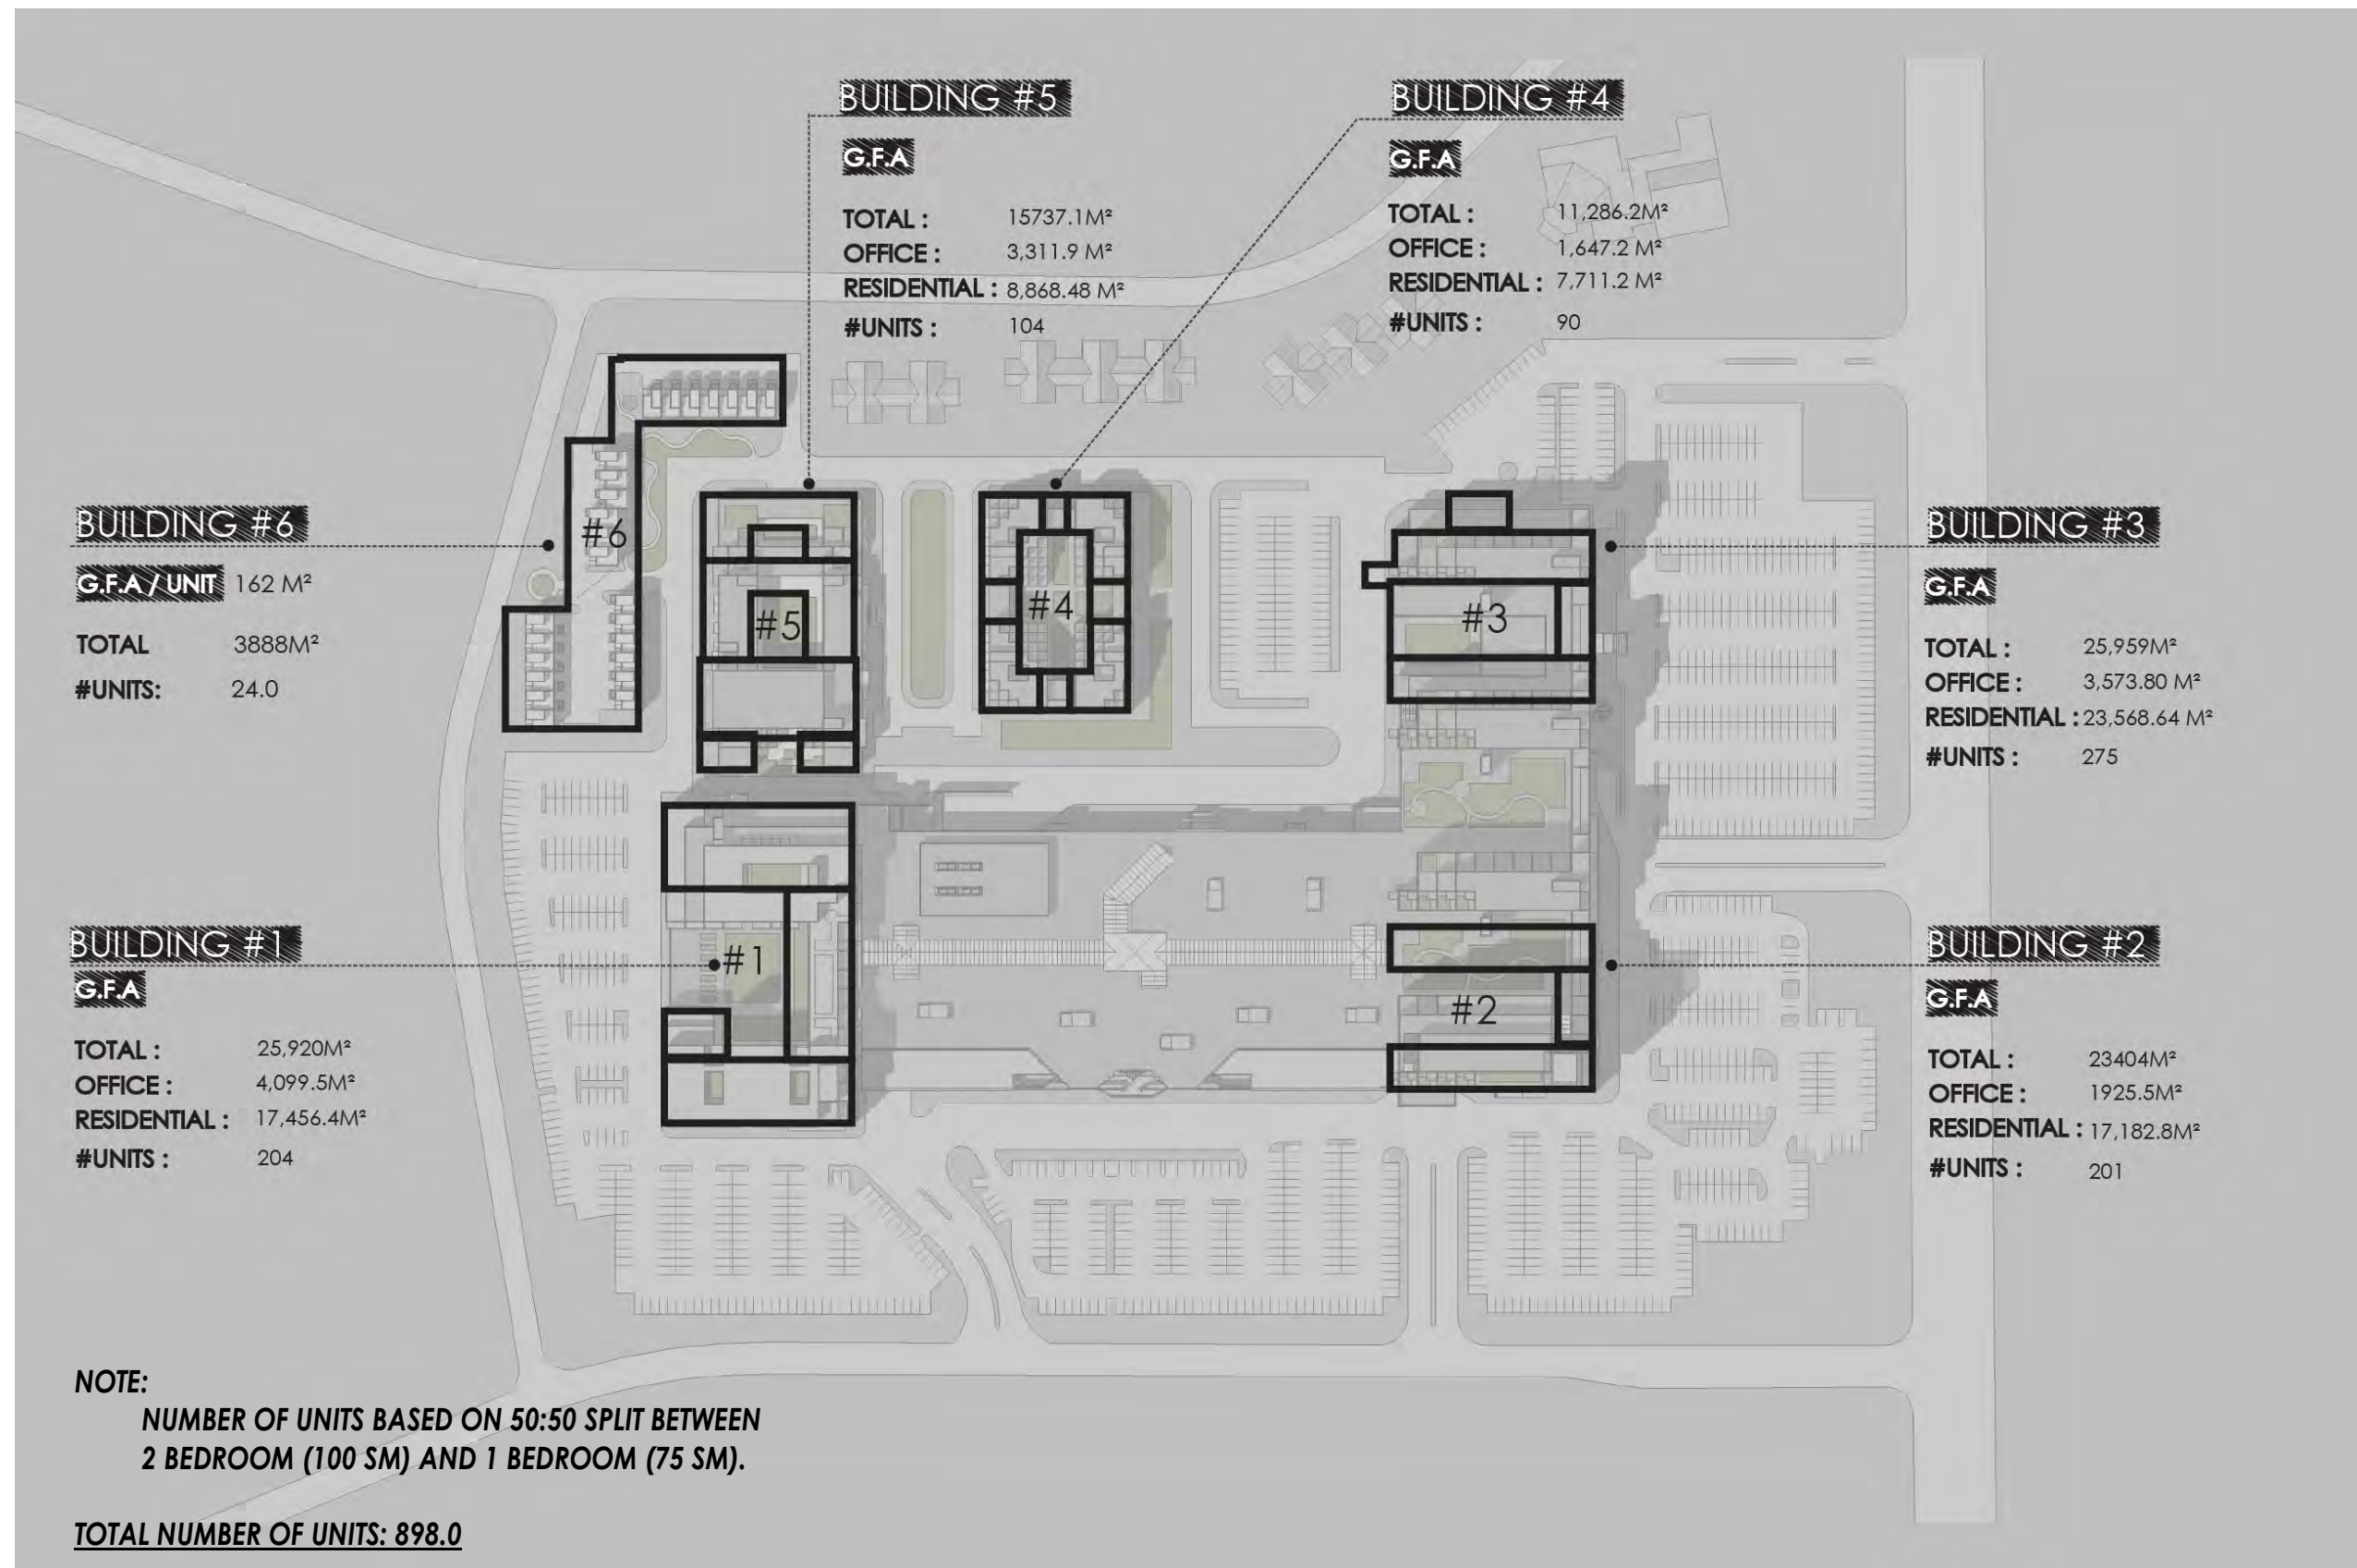 BUILDING #5
G.F.A
TOTAL : 15737.1M²
OFFICE : 3,311.9 M²
RESIDENTIAL : 8,868.48 M²
#UNITS : 104
BUILDING #4
G.F.A
TOTAL : 11,286.2M²
OFFICE : 1,647.2 M²
RESIDENTIAL : 7,711.2 M²
#UNITS : 90
BUILDING #6
G.F.A / UNIT 162 M²
TOTAL 3888M²
#UNITS: 24.0
#6
#5
#4
#3
BUILDING #3
G.F.A
TOTAL : 25,959M²
OFFICE : 3,573.80 M²
RESIDENTIAL : 23,568.64 M²
#UNITS : 275
BUILDING #1
G.F.A
TOTAL : 25,920M²
OFFICE : 4,099.5M²
RESIDENTIAL : 17,456.4M²
#UNITS : 204
#1
#2
BUILDING #2
G.F.A
TOTAL : 23404M²
OFFICE : 1925.5M²
RESIDENTIAL : 17,182.8M²
#UNITS : 201
NOTE:
NUMBER OF UNITS BASED ON 50:50 SPLIT BETWEEN
2 BEDROOM (100 SM) AND 1 BEDROOM (75 SM).
TOTAL NUMBER OF UNITS: 898.0